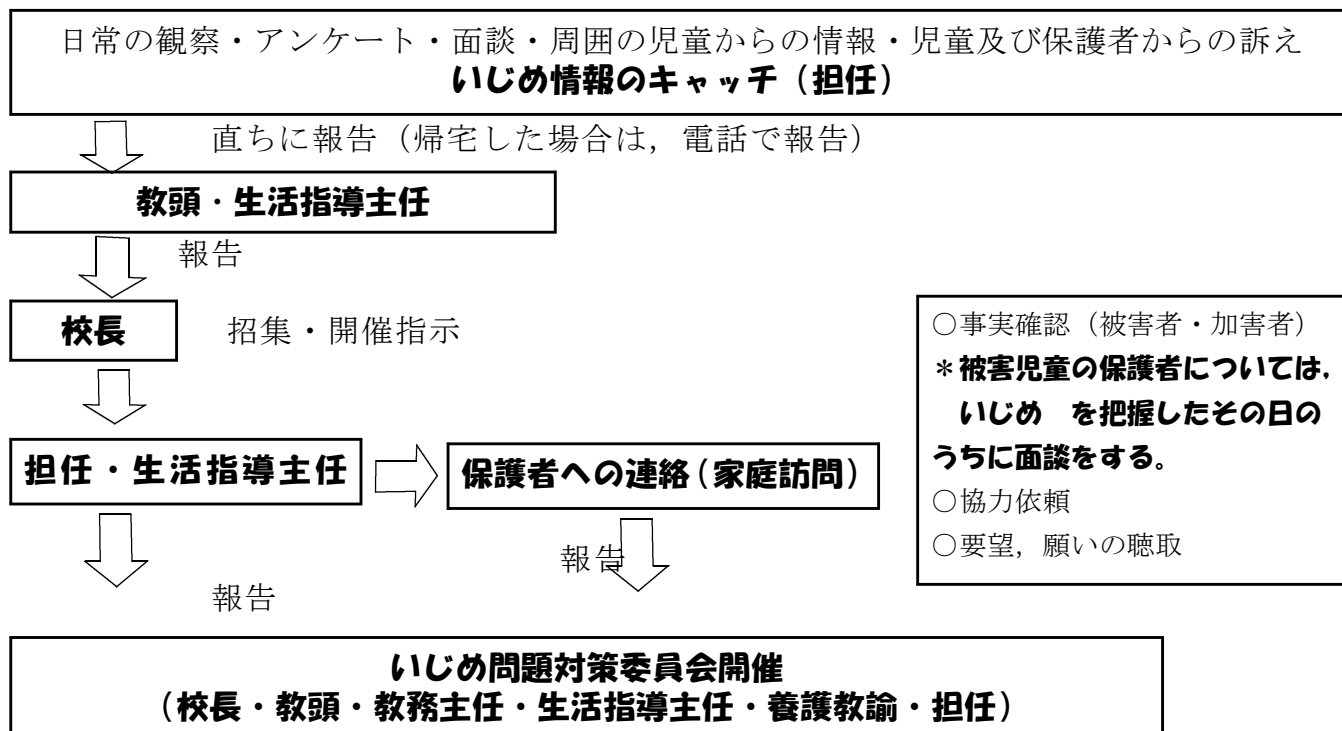 日常の観察・アンケート・面談・周囲の児童からの情報・児童及び保護者からの訴え
いじめ情報のキャッチ（担任）
直ちに報告（帰宅した場合は，電話で報告）
教頭・生活指導主任
報告
校長
招集・開催指示
○事実確認（被害者・加害者）
＊被害児童の保護者については，
いじめ　を把握したその日の
うちに面談をする。
○協力依頼
○要望，願いの聴取
担任・生活指導主任
保護者への連絡（家庭訪問）
報告
報告
いじめ問題対策委員会開催
（校長・教頭・教務主任・生活指導主任・養護教諭・担任）